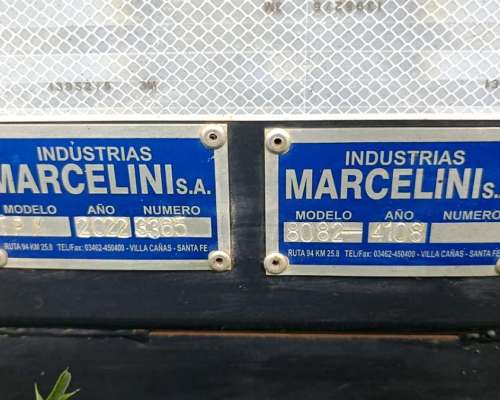 1395276 3M
INDUSTRIAS
MARCELINI S.A.
MODELO AÑO NUMERO
2022
RUTA 94 KM 25.8 TEL/Fax: 03462-450400 - VILLA CAÑAS - SANTA FE
INDUSTRIAS
MARCELINI S.
MODELO AÑO NUMERO
8082- 4108
RUTA 94 KM 25.8 TEL/Fax: 03462-450400 - VILLA CAÑAS - SANTA FE